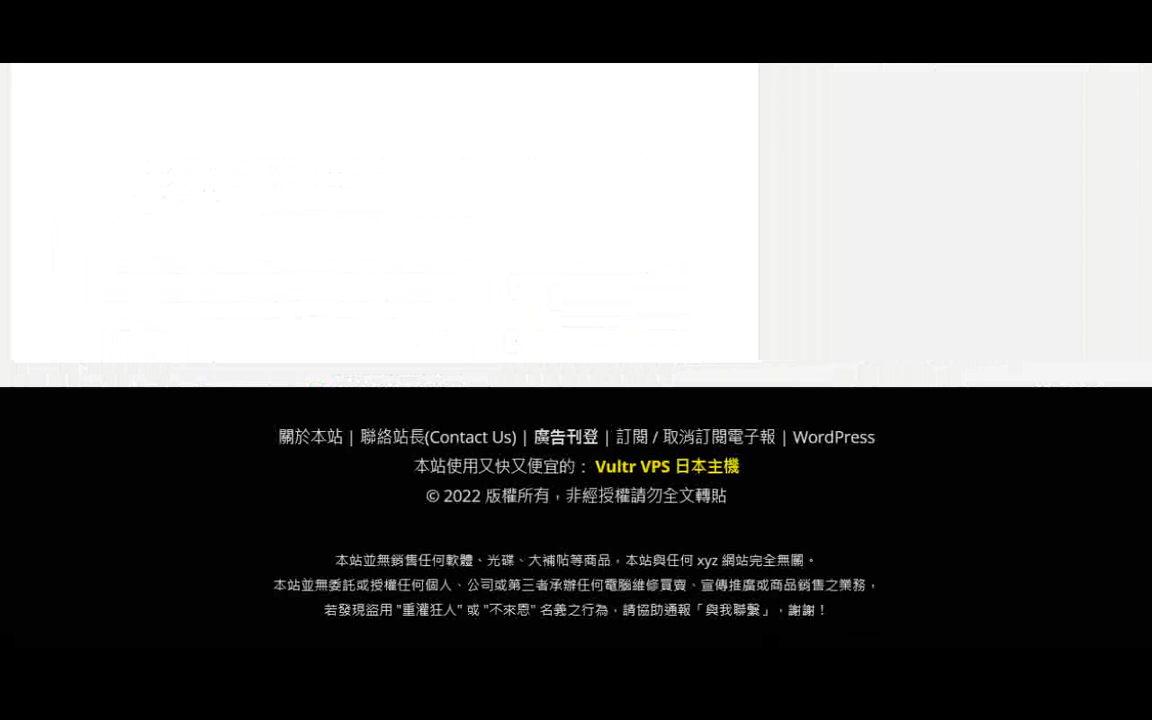 關於本站 | 聯絡站長(Contact Us) | 廣告刊登 | 訂閱 / 取消訂閱電子報 | WordPress
本站使用又快又便宜的： Vultr VPS 日本主機
© 2022 版權所有，非經授權請勿全文轉貼
本站並無銷售任何軟體、光碟、大補帖等商品，本站與任何 xyz 網站完全無關。
本站並無委託或授權任何個人、公司或第三者承辦任何電腦維修買賣、宣傳推廣或商品銷售之業務，
若發現盜用 "重灌狂人" 或 "不來恩" 名義之行為，請協助通報「與我聯繫」，謝謝！